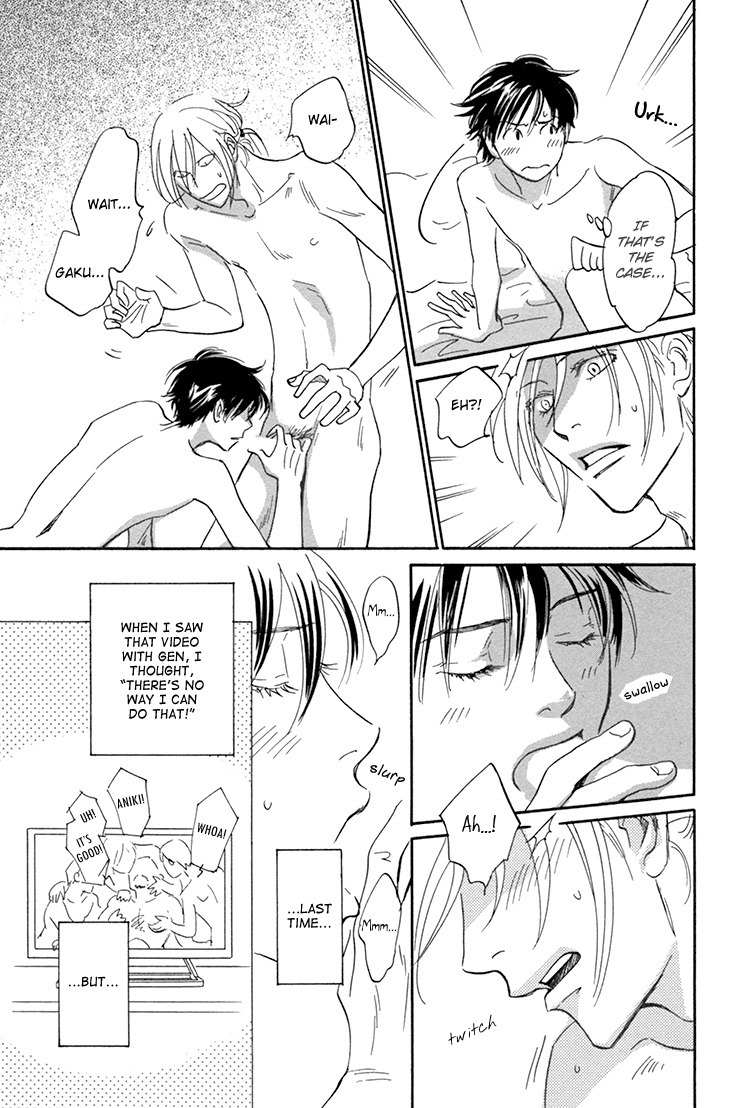 Urk...
IF
THAT'S
THE
CASE...
EH?!
WAI-
WAIT...
GAKU...
swallow
Ah...!
twitch
Mm...
slurp
...LAST
TIME...
Mmm...
WHEN I SAW
THAT VIDEO
WITH GEN, I
THOUGHT,
"THERE'S NO
WAY I CAN
DO THAT!"
WHOA!
ANIKI!
UH!
IT'S
GOOD!
...BUT...